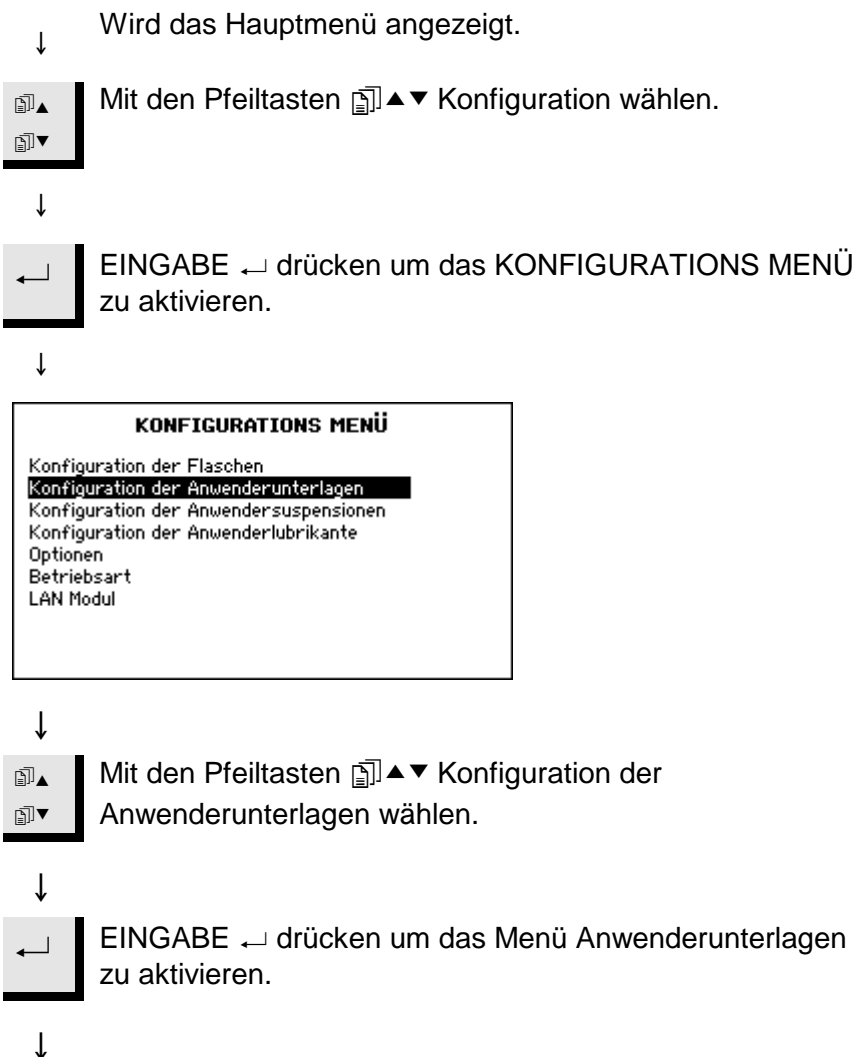 Wird das Hauptmenü angezeigt.
↓
▲
▼
Mit den Pfeiltasten ▲▼ Konfiguration wählen.
↓
↵
EINGABE ↵ drücken um das KONFIGURATIONS MENÜ
zu aktivieren.
↓
KONFIGURATIONS MENÜ
Konfiguration der Flaschen
Konfiguration der Anwenderunterlagen
Konfiguration der Anwendersuspensionen
Konfiguration der Anwenderlubrikante
Optionen
Betriebsart
LAN Modul
↓
▲
▼
Mit den Pfeiltasten ▲▼ Konfiguration der
Anwenderunterlagen wählen.
↓
↵
EINGABE ↵ drücken um das Menü Anwenderunterlagen
zu aktivieren.
↓